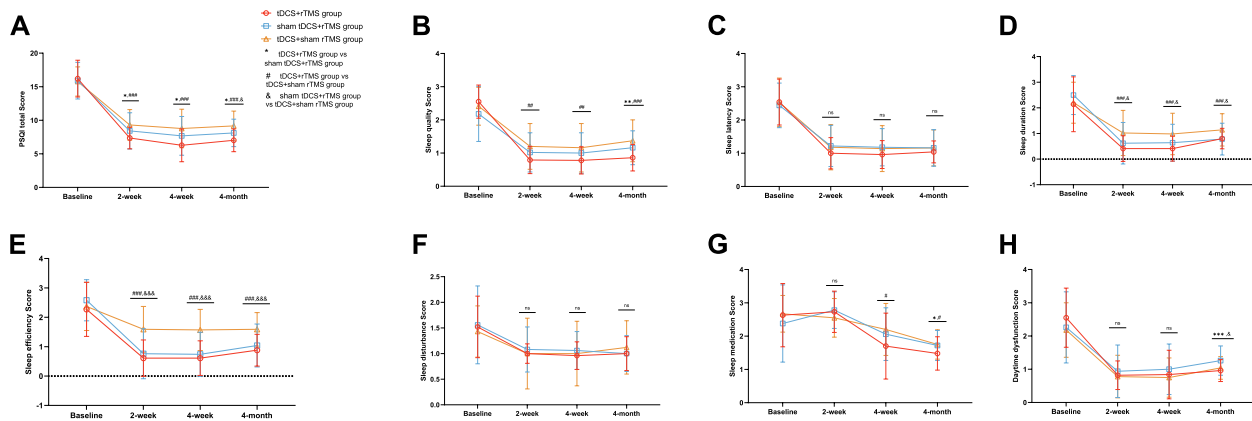 A
tDCS+rTMS group
sham tDCS+rTMS group
tDCS+sham rTMS group
* tDCS+rTMS group vs
sham tDCS+rTMS group
# tDCS+rTMS group vs
tDCS+sham rTMS group
& sham tDCS+rTMS group
vs tDCS+sham rTMS group
PSQI total Score
20
15
10
5
0
*,###
*,###
*,###,&
Baseline
2-week
4-week
4-month
B
Sleep quality Score
4
3
2
1
0
##
##
**,###
Baseline
2-week
4-week
4-month
C
Sleep latency Score
4
3
2
1
0
ns
ns
ns
Baseline
2-week
4-week
4-month
D
Sleep duration Score
4
3
2
1
0
-1
###,&
###,&
###,&
Baseline
2-week
4-week
4-month
E
Sleep efficiency Score
4
3
2
1
0
-1
###,&&&
###,&&&
###,&&&
Baseline
2-week
4-week
4-month
F
Sleep disturbance Score
2.5
2.0
1.5
1.0
0.5
0.0
ns
ns
ns
Baseline
2-week
4-week
4-month
G
Sleep medication Score
4
3
2
1
0
ns
#
*,#
Baseline
2-week
4-week
4-month
H
Daytime dysfunction Score
4
3
2
1
0
ns
ns
***,&
Baseline
2-week
4-week
4-month